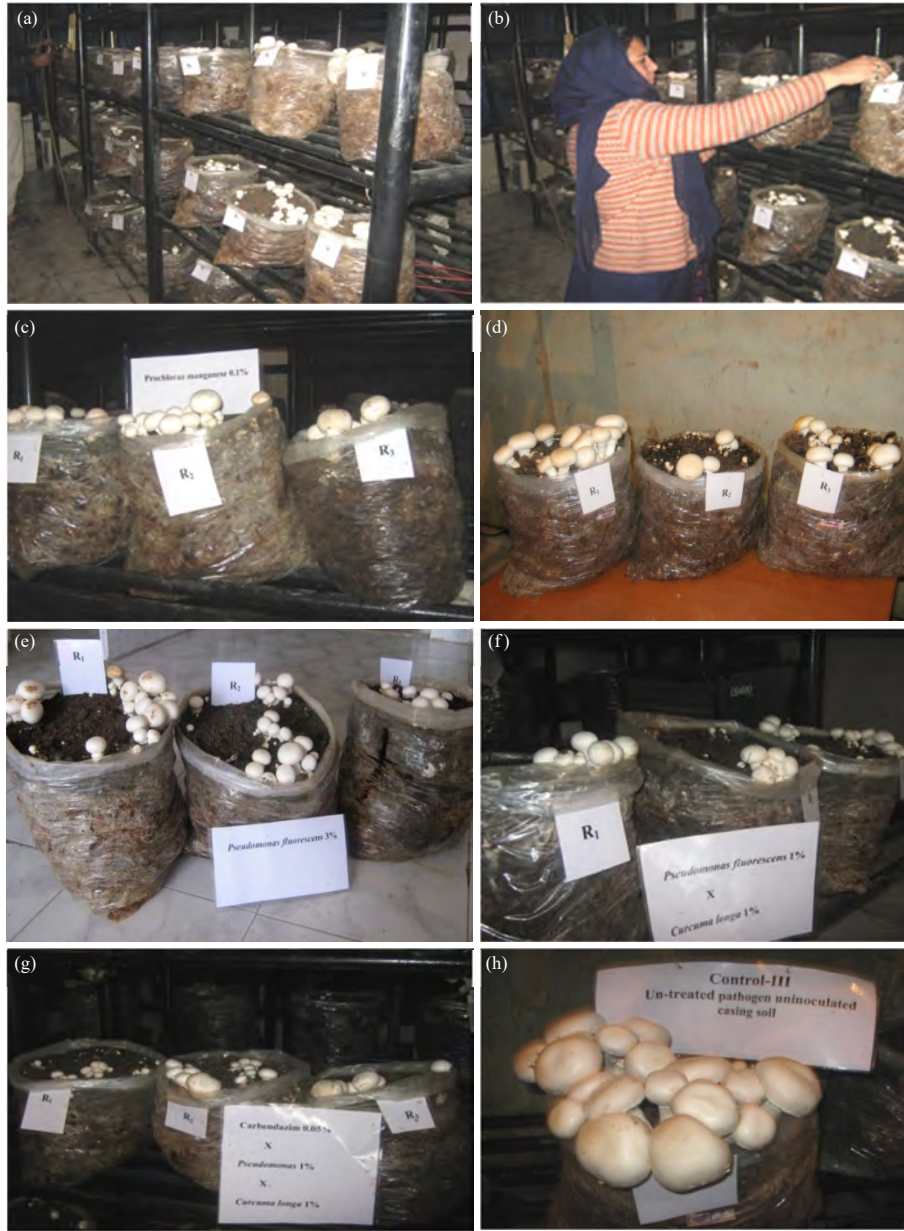 (a)
(b)
(c)
Prochloraz manganese 0.1%
R₁
R₂
R₃
(d)
R₁
R₂
R₃
(e)
R₁
R₂
Pseudomonas fluorescens 3%
(f)
R₁
Pseudomonas fluorescens 1%
X
Curcuma longa 1%
(g)
R₁
R₂
R₃
Carbendazim 0.05%
X
Pseudomonas 1%
X
Curcuma longa 1%
(h)
Control-III
Un-treated pathogen uninoculated
casing soil